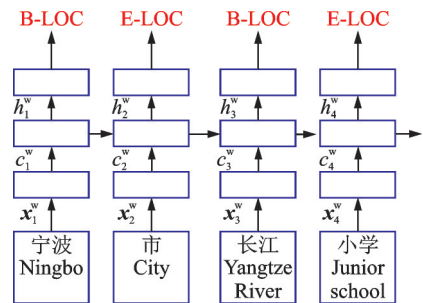 B-LOC E-LOC B-LOC E-LOC
h₁ʷ h₂ʷ h₃ʷ h₄ʷ
c₁ʷ c₂ʷ c₃ʷ c₄ʷ
x₁ʷ x₂ʷ x₃ʷ x₄ʷ
宁波 市 长江 小学
Ningbo City Yangtze Junior
River school